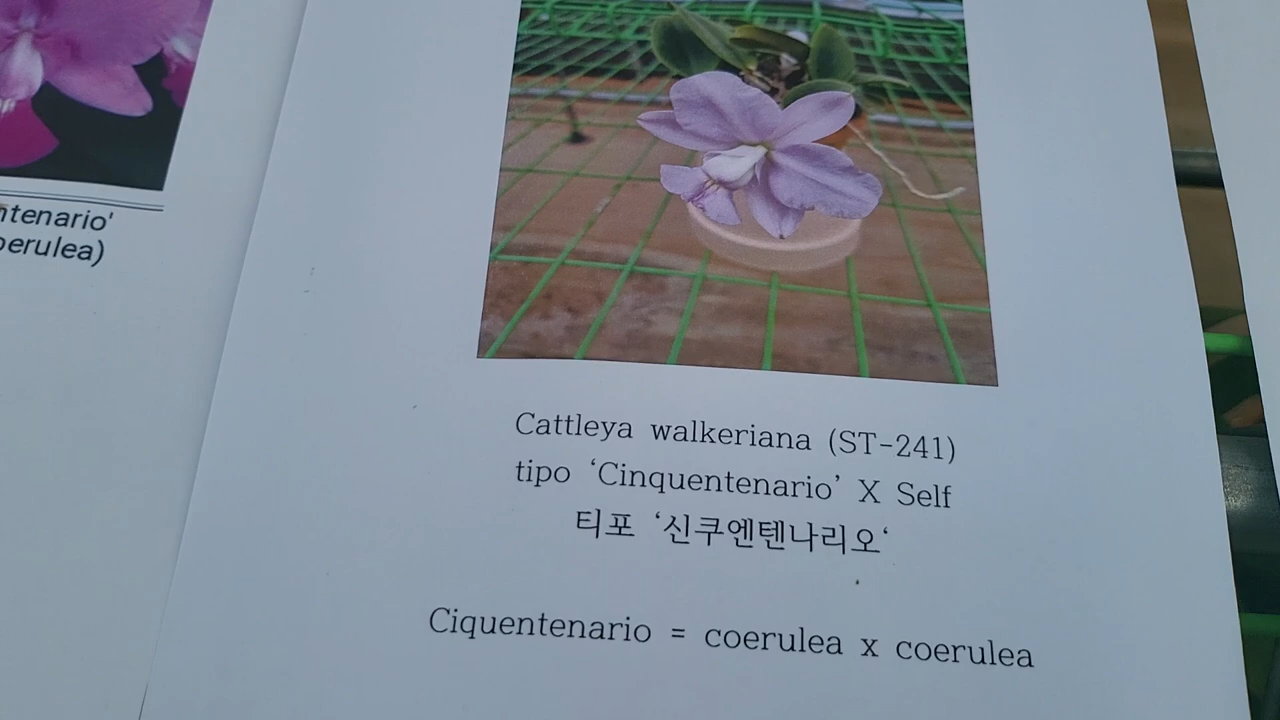 ntenario'
oerulea)
Cattleya walkeriana (ST-241)
tipo ‘Cinquentenario’ X Self
티포 ‘신쿠엔텐나리오‘
Ciquentenario = coerulea x coerulea